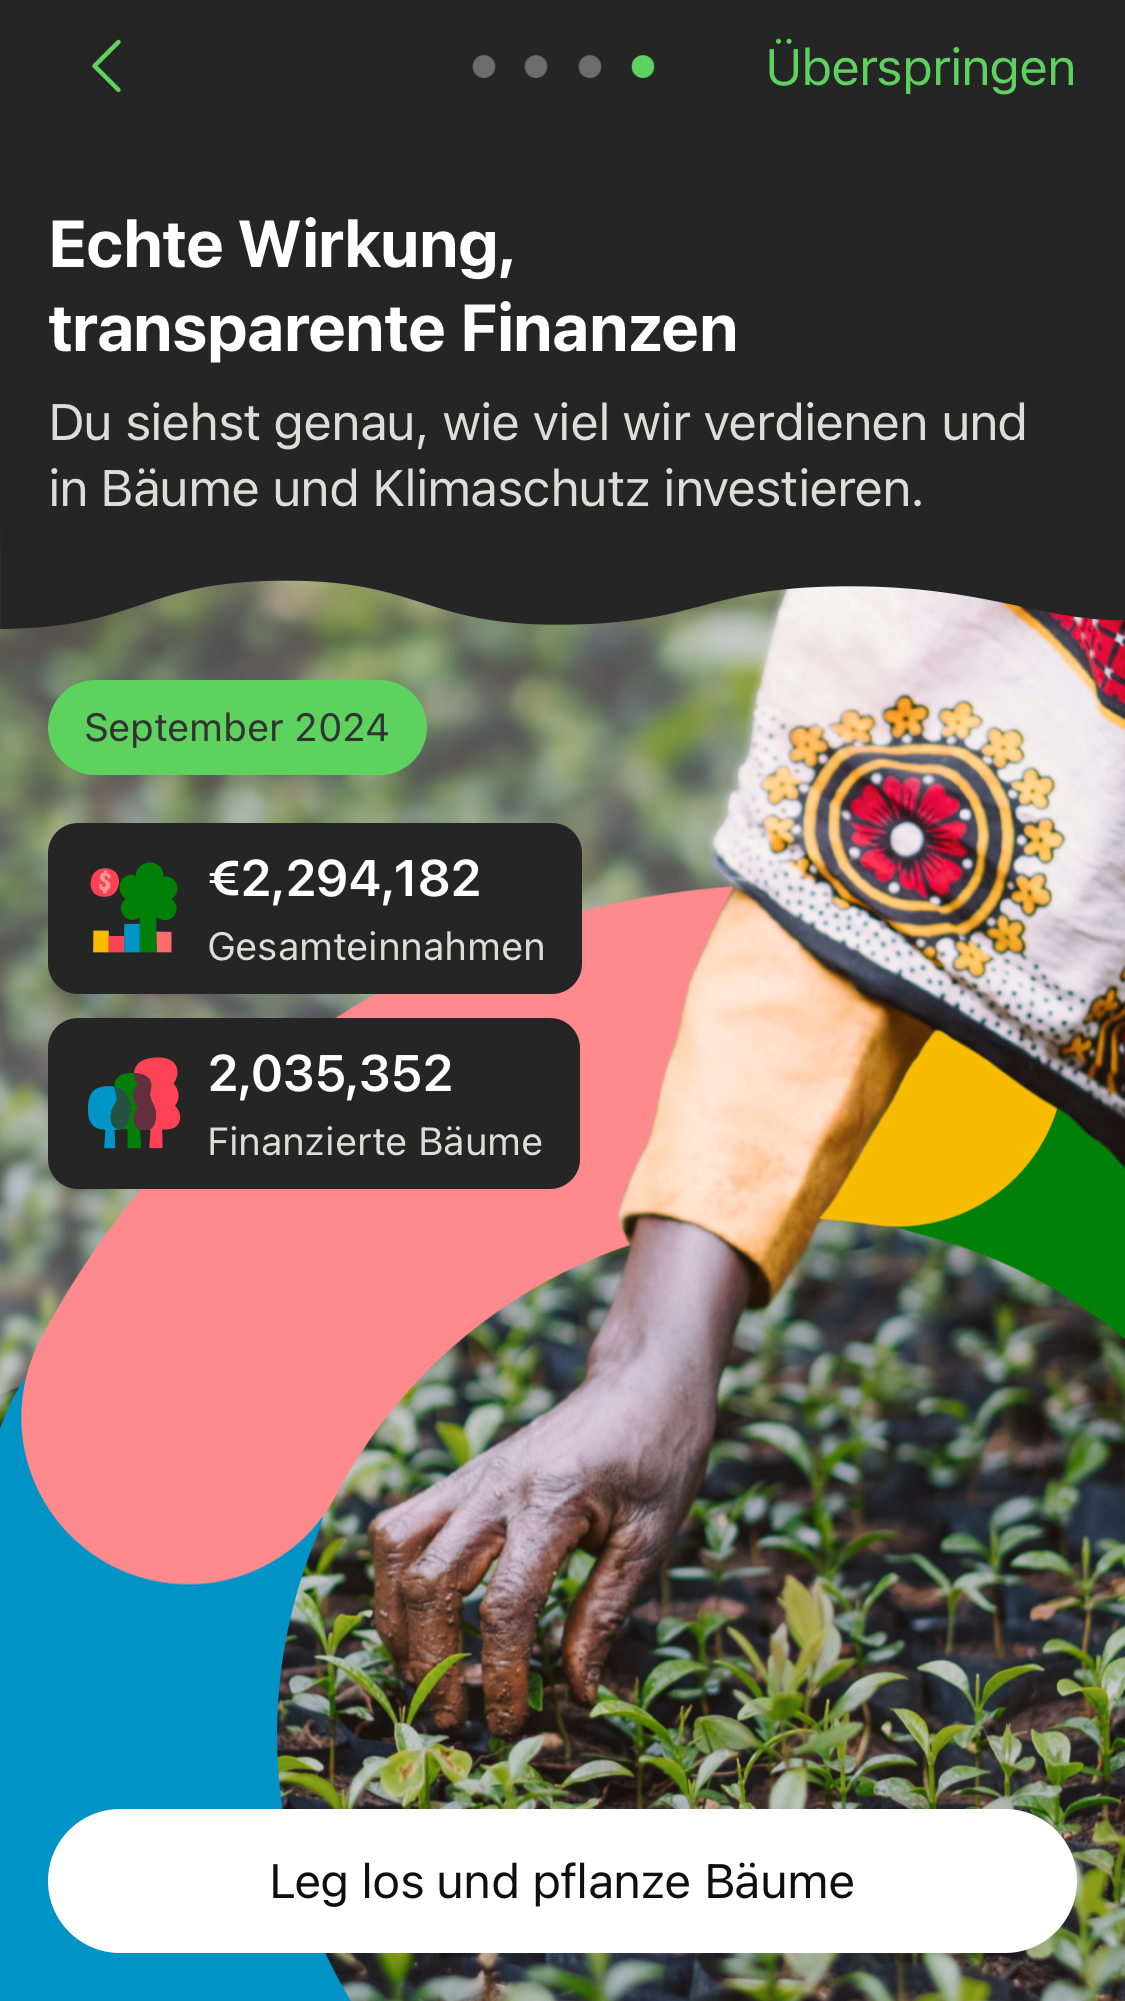 Überspringen
Echte Wirkung,
transparente Finanzen
Du siehst genau, wie viel wir verdienen und
in Bäume und Klimaschutz investieren.
September 2024
€2,294,182
Gesamteinnahmen
2,035,352
Finanzierte Bäume
Leg los und pflanze Bäume